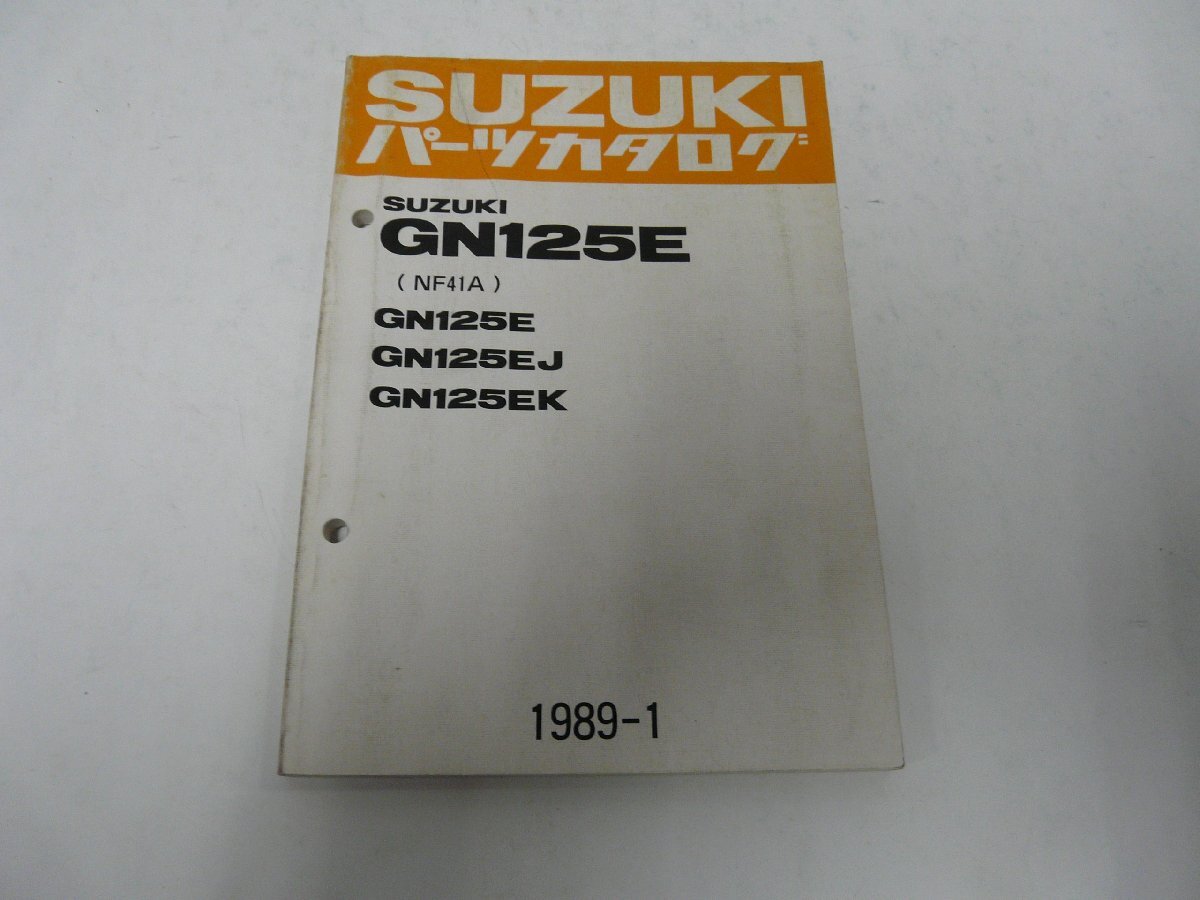 SUZUKI
パーツカタログ
SUZUKI
GN125E
( NF41A )
GN125E
GN125EJ
GN125EK
1989-1